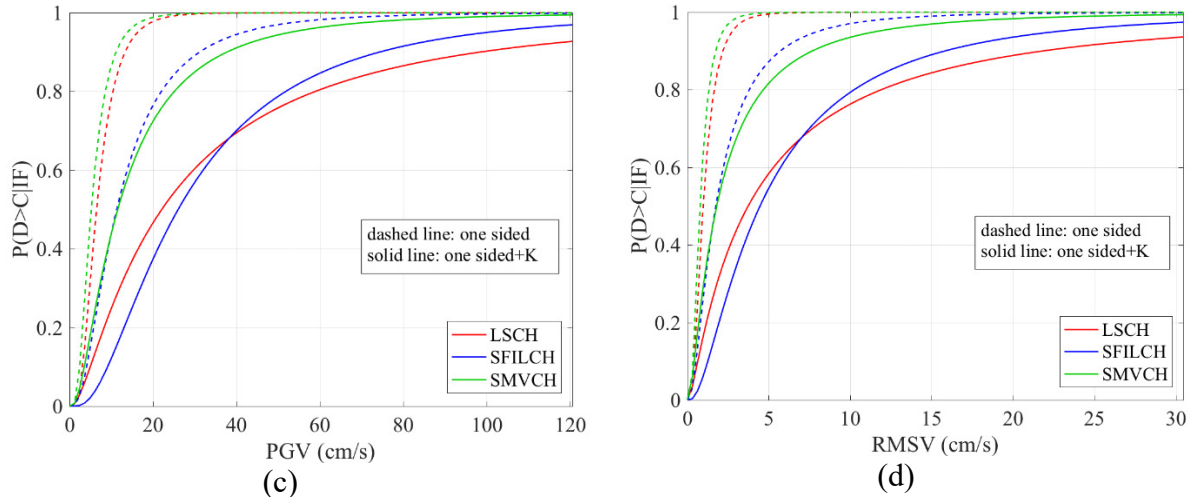 P(D>C|IF)
1
0.8
0.6
0.4
0.2
0
dashed line: one sided
solid line: one sided+K
LSCH
SFILCH
SMVCH
0 20 40 60 80 100 120
PGV (cm/s)
(c)
P(D>C|IF)
1
0.8
0.6
0.4
0.2
0
dashed line: one sided
solid line: one sided+K
LSCH
SFILCH
SMVCH
0 5 10 15 20 25 30
RMSV (cm/s)
(d)